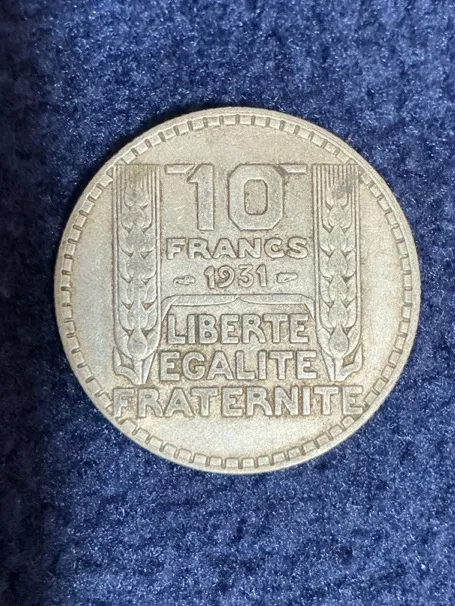 10
FRANCS
1931
LIBERTE
EGALITE
FRATERNITE